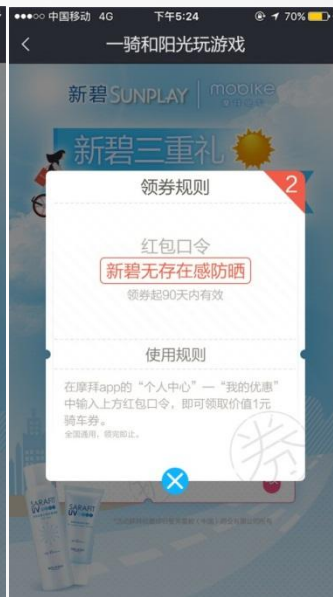 中国移动 4G 下午5:24 70%
一骑和阳光玩游戏
新碧SUNPLAY mobike
新碧三重礼
领券规则
2
红包口令
新碧无存在感防晒
领券起90天内有效
使用规则
在摩拜app的“个人中心”—“我的优惠”
中输入上方红包口令，即可领取价值1元
骑车券。
全国通用，领完即止。
券
SARAFIT
UV
SARAFIT
UV